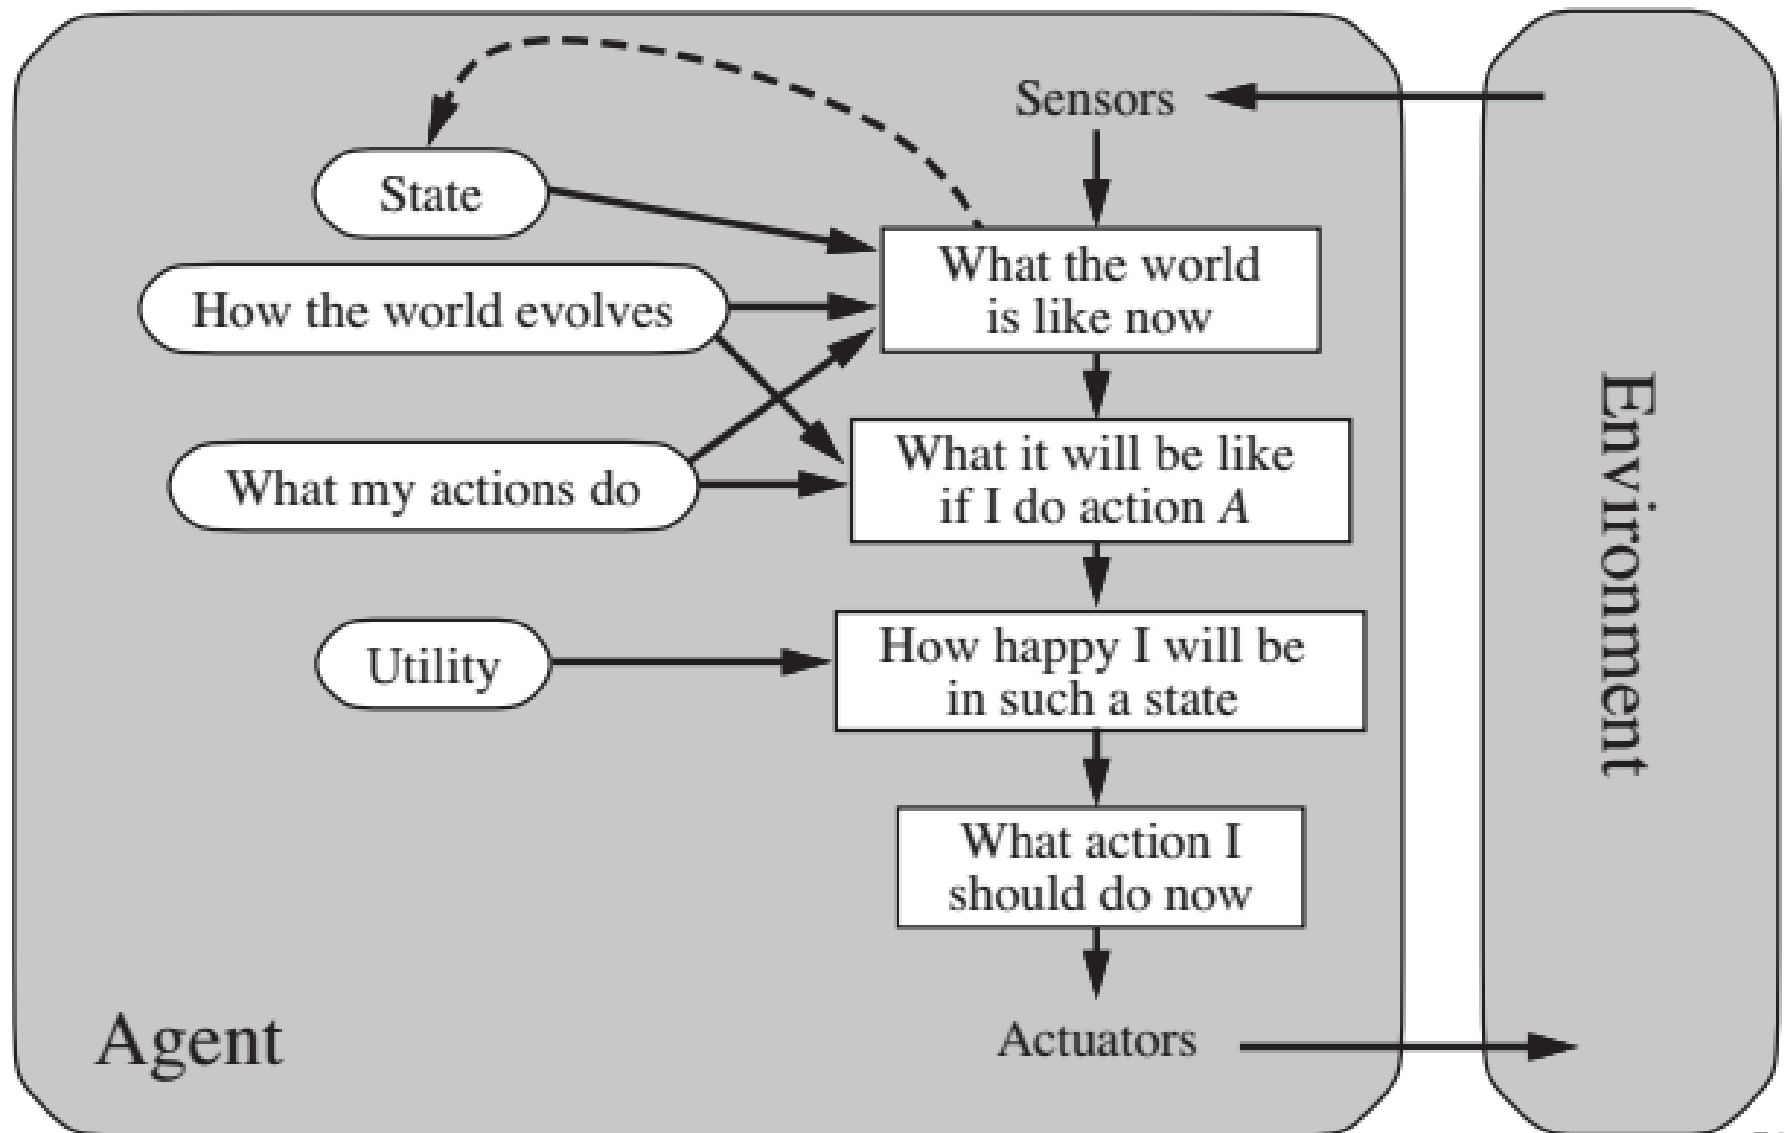 Sensors
State
What the world
is like now
How the world evolves
What it will be like
if I do action A
What my actions do
How happy I will be
in such a state
Utility
What action I
should do now
Agent
Actuators
Environment